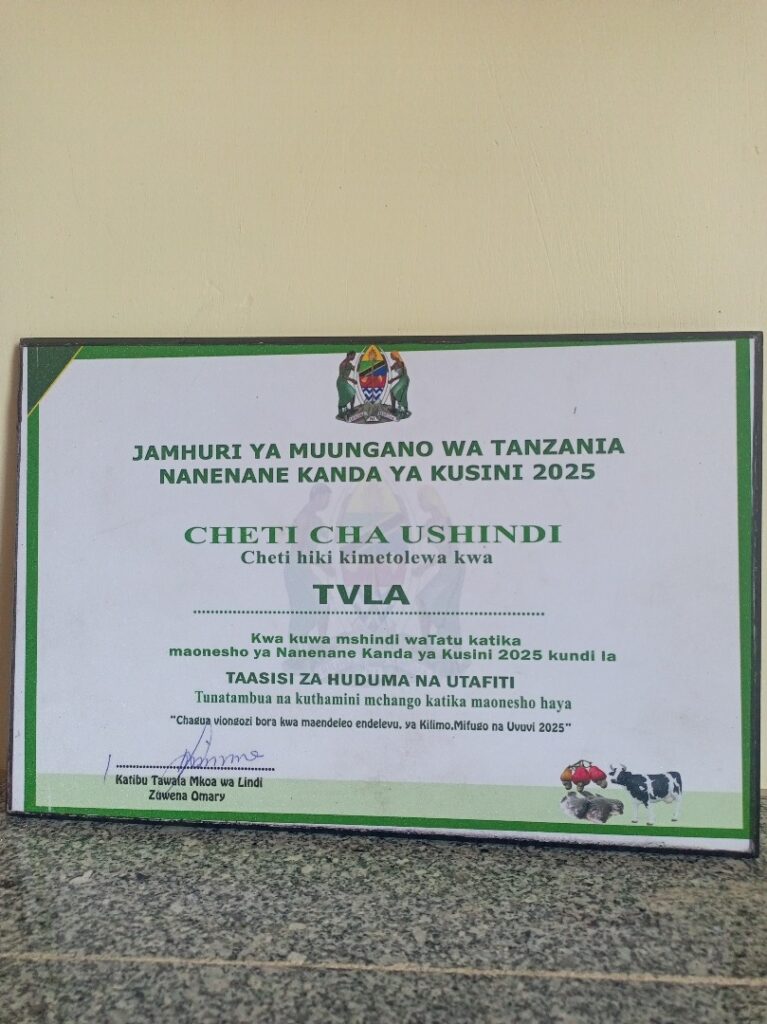 JAMHURI YA MUUNGANO WA TANZANIA
NANENANE KANDA YA KUSINI 2025
CHETI CHA USHINDI
Cheti hiki kimetolewa kwa
TVLA
Kwa kuwa mshindi waTatu katika
maonesho ya Nanenane Kanda ya Kusini 2025 kundi la
TAASISI ZA HUDUMA NA UTAFITI
Tunatambua na kuthamini mchango katika maonesho haya
"Chagua viongozi bora kwa maendeleo endelevu, ya Kilimo,Mifugo na Uvuvi 2025"
Katibu Tawala Mkoa wa Lindi
Zuwena Omary